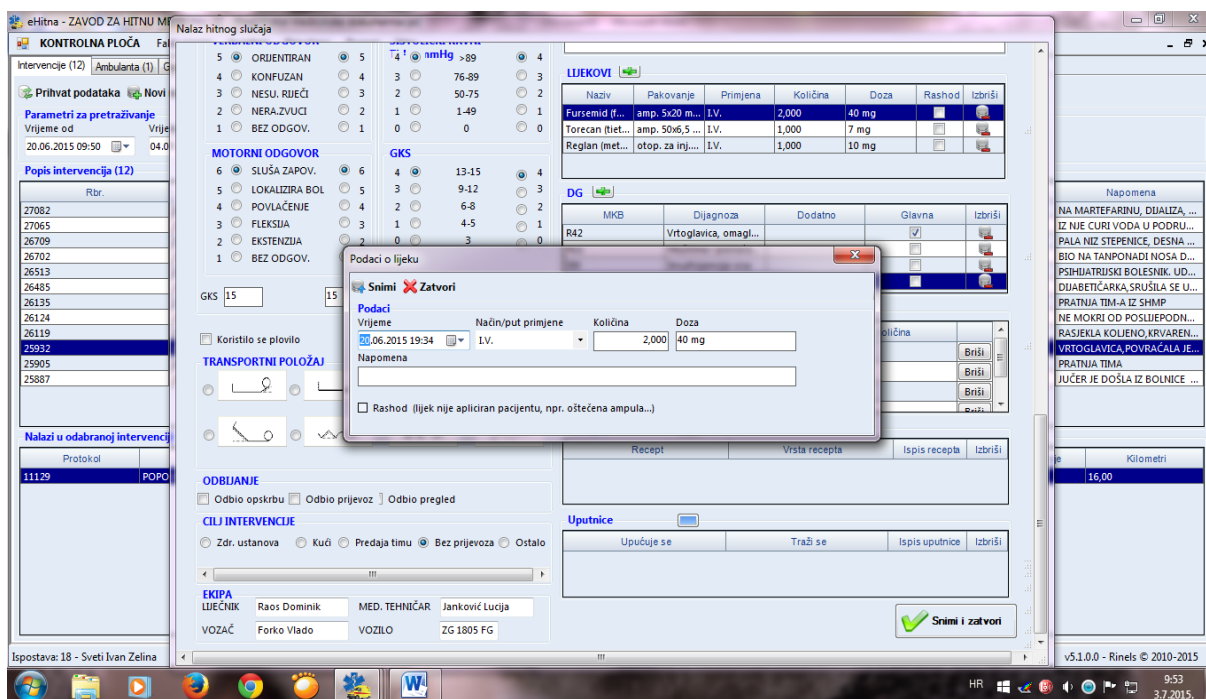 eHitna - ZAVOD ZA HITNU M
KONTROLNA PLOČA
Intervencije (12) Ambulanta (1)
Prihvat podataka Novi
Parametri za pretraživanje
Vrijeme od
20.06.2015 09:50 04.0
Popis intervencija (12)
Rbr.
27082
27065
26709
26702
26513
26485
26135
26124
26119
25932
25905
25887
Nalazi u odabranoj intervencij
Protokol
11129 POPO
Ispostava: 18 - Sveti Ivan Zelina
Nalaz hitnog slučaja
5 ORIJENTIRAN 5
4 KONFUZAN 4
3 NESU. RIJEČI 3
2 NERA.ZVUCI 2
1 BEZ ODGOV. 1
mmHg >89 4
3 76-89 3
2 50-75 2
1 1-49 1
0 0 0
MOTORNI ODGOVOR
6 SLUŠA ZAPOV. 6
5 LOKALIZIRA BOL 5
4 POVLAČENJE 4
3 FLEKSIJA 3
2 EKSTENZIJA 2
1 BEZ ODGOV.
GKS
4 13-15 4
3 9-12 3
2 6-8 2
1 4-5 1
0 3 0
GKS 15 15
Koristilo se plovilo
TRANSPORTNI POLOŽAJ
ODBIJANJE
Odbio opskrbu Odbio prijevoz Odbio pregled
CILJ INTERVENCIJE
Zdr. ustanova Kući Predaja timu Bez prijevoza Ostalo
EKIPA
LIJEČNIK Raos Dominik MED. TEHNIČAR Janković Lucija
VOZAČ Forko Vlado VOZILO ZG 1805 FG
LIJEKOVI
Naziv Pakovanje Primjena Količina Doza Rashod Izbriši
Fursemid (f... amp. 5x20 m... I.V. 2,000 40 mg
Torecan (tiet... amp. 50x6,5 ... I.V. 1,000 7 mg
Reglan (met... otop. za inj.... I.V. 1,000 10 mg
DG
MKB Dijagnoza Dodatno Glavna Izbriši
R42 Vrtoglavica, omagl...
Podaci o lijeku
Snimi Zatvori
Podaci
Vrijeme Način/put primjene Količina Doza
20.06.2015 19:34 I.V. 2,000 40 mg
Napomena
Rashod (lijek nije apliciran pacijentu, npr. oštećena ampula...)
Briši
Briši
Briši
Briši
Recept Vrsta recepta Ispis recepta Izbriši
Uputnice
Upućuje se Traži se Ispis uputnice Izbriši
Snimi i zatvori
Napomena
NA MARTEFARINU, DIJALIZA, ...
IZ NJE CURI VODA U PODRU...
PALA NIZ STEPENICE, DESNA ...
BIO NA TANPONADI NOSA D...
PSIHIJATRIJSKI BOLESNIK. UD...
DIJABETIČARKA,SRUŠILA SE U...
PRATNJA TIM-A IZ SHMP
NE MOKRI OD POSLIJEPODN...
RASJEKLA KOLJENO,KRVAREN...
VRTOGLAVICA,POVRAĆALA JE...
PRATNJA TIMA
JUČER JE DOŠLA IZ BOLNICE ...
Kilometri
16,00
v5.1.0.0 - Rinels © 2010-2015
HR 9:53
3.7.2015.